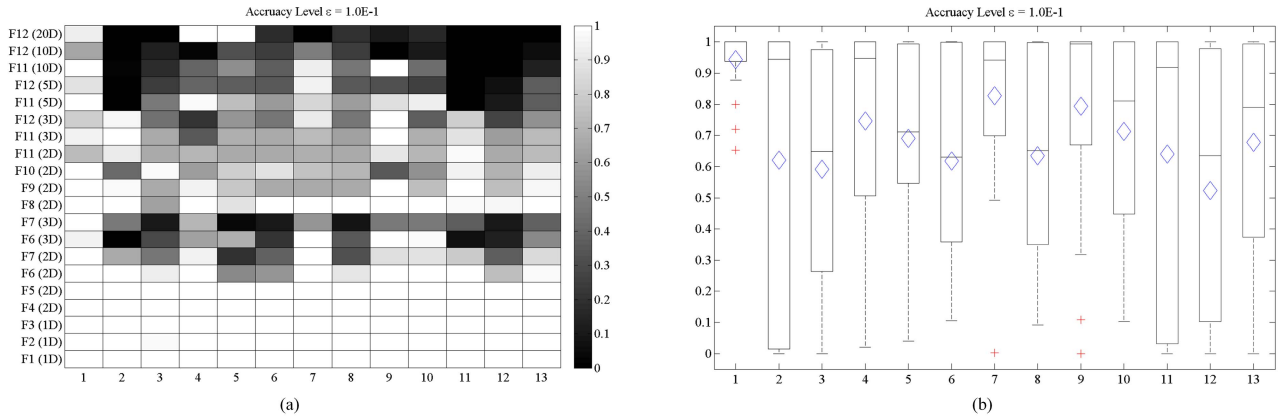 Accruacy Level ε = 1.0E-1
F12 (20D)
F12 (10D)
F11 (10D)
F12 (5D)
F11 (5D)
F12 (3D)
F11 (3D)
F11 (2D)
F10 (2D)
F9 (2D)
F8 (2D)
F7 (3D)
F6 (3D)
F7 (2D)
F6 (2D)
F5 (2D)
F4 (2D)
F3 (1D)
F2 (1D)
F1 (1D)
1 2 3 4 5 6 7 8 9 10 11 12 13
1
0.9
0.8
0.7
0.6
0.5
0.4
0.3
0.2
0.1
0
(a)
Accruacy Level ε = 1.0E-1
1
0.9
0.8
0.7
0.6
0.5
0.4
0.3
0.2
0.1
0
1 2 3 4 5 6 7 8 9 10 11 12 13
(b)